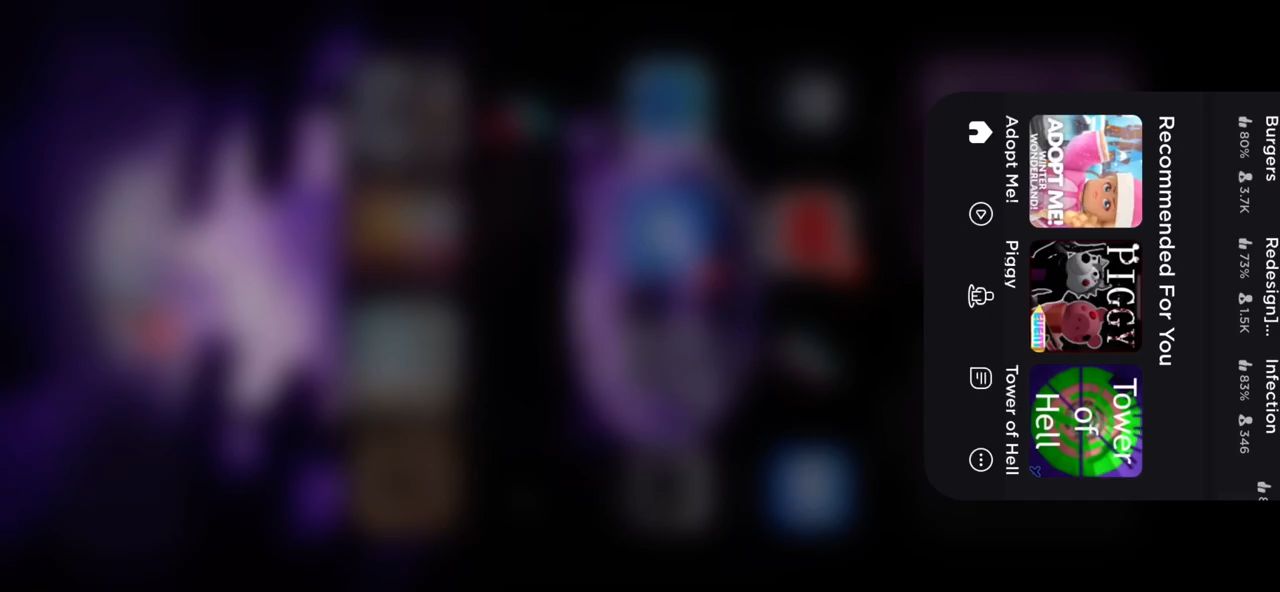 Burgers
Redesign]...
Infection
80% 3.7K
73% 1.5K
83% 346
Recommended For You
ADOPT ME!
WINTER
WONDERLAND!
PIGGY
EVENT
Tower
of
Hell
Adopt Me!
Piggy
Tower of Hell